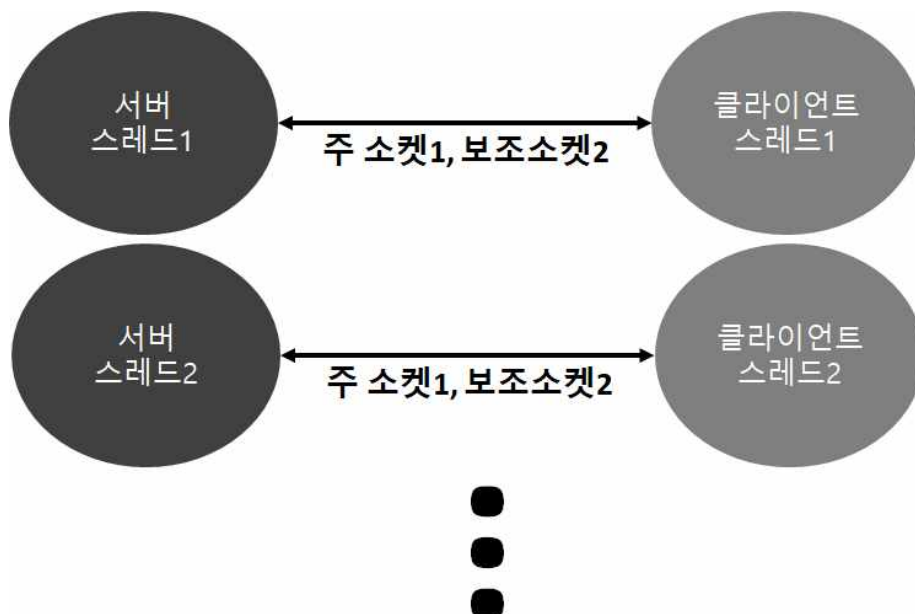 서버
스레드1
클라이언트
스레드1
주 소켓1, 보조소켓2
서버
스레드2
클라이언트
스레드2
주 소켓1, 보조소켓2